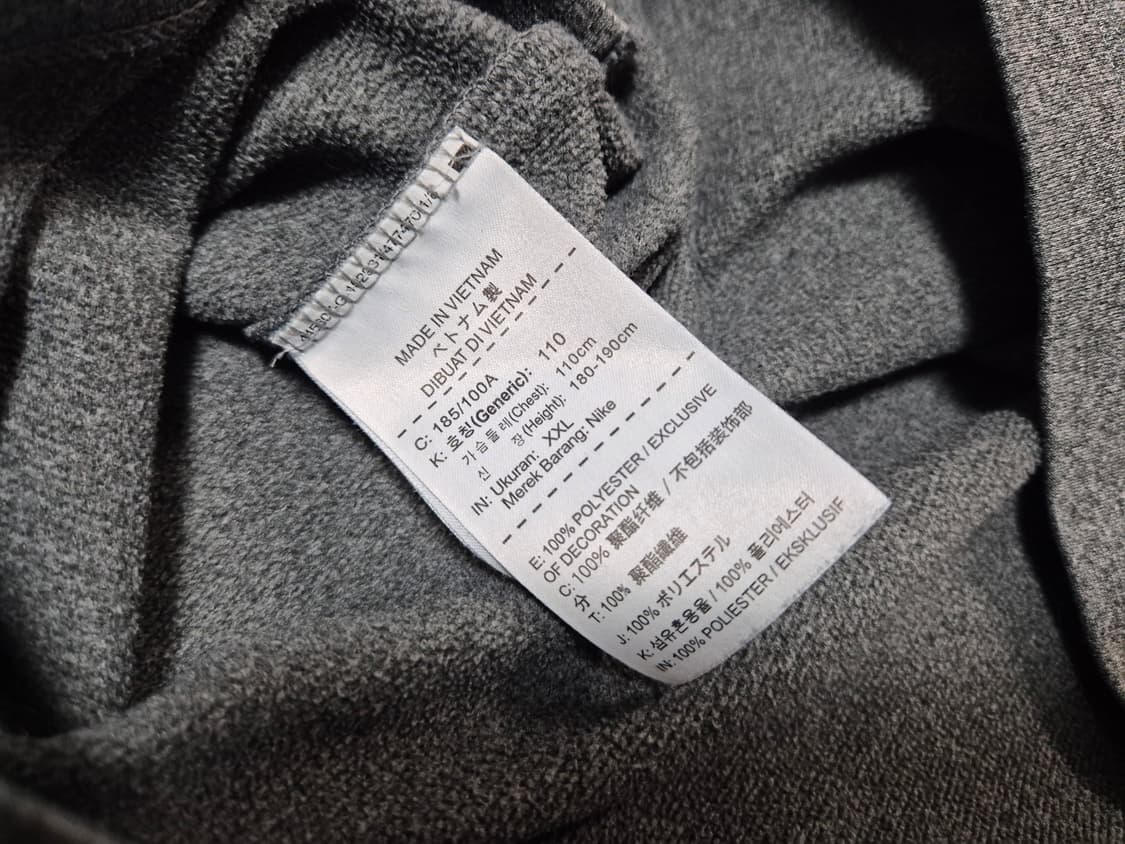 MADE IN VIETNAM
ベトナム製
DIBUAT DI VIETNAM
C: 185/100A
K: 호칭(Generic): 110
가슴둘레(Chest): 110cm
신 장(Height): 180-190cm
IN: Ukuran: XXL
Merek Barang: Nike
E: 100% POLYESTER / EXCLUSIVE
OF DECORATION
C: 100% 聚酯纤维 / 不包括装饰部
分
T: 100% 聚酯纖維
J: 100% ポリエステル
K: 섬유혼용율 / 100% 폴리에스터
IN: 100% POLIESTER / EKSKLUSIF